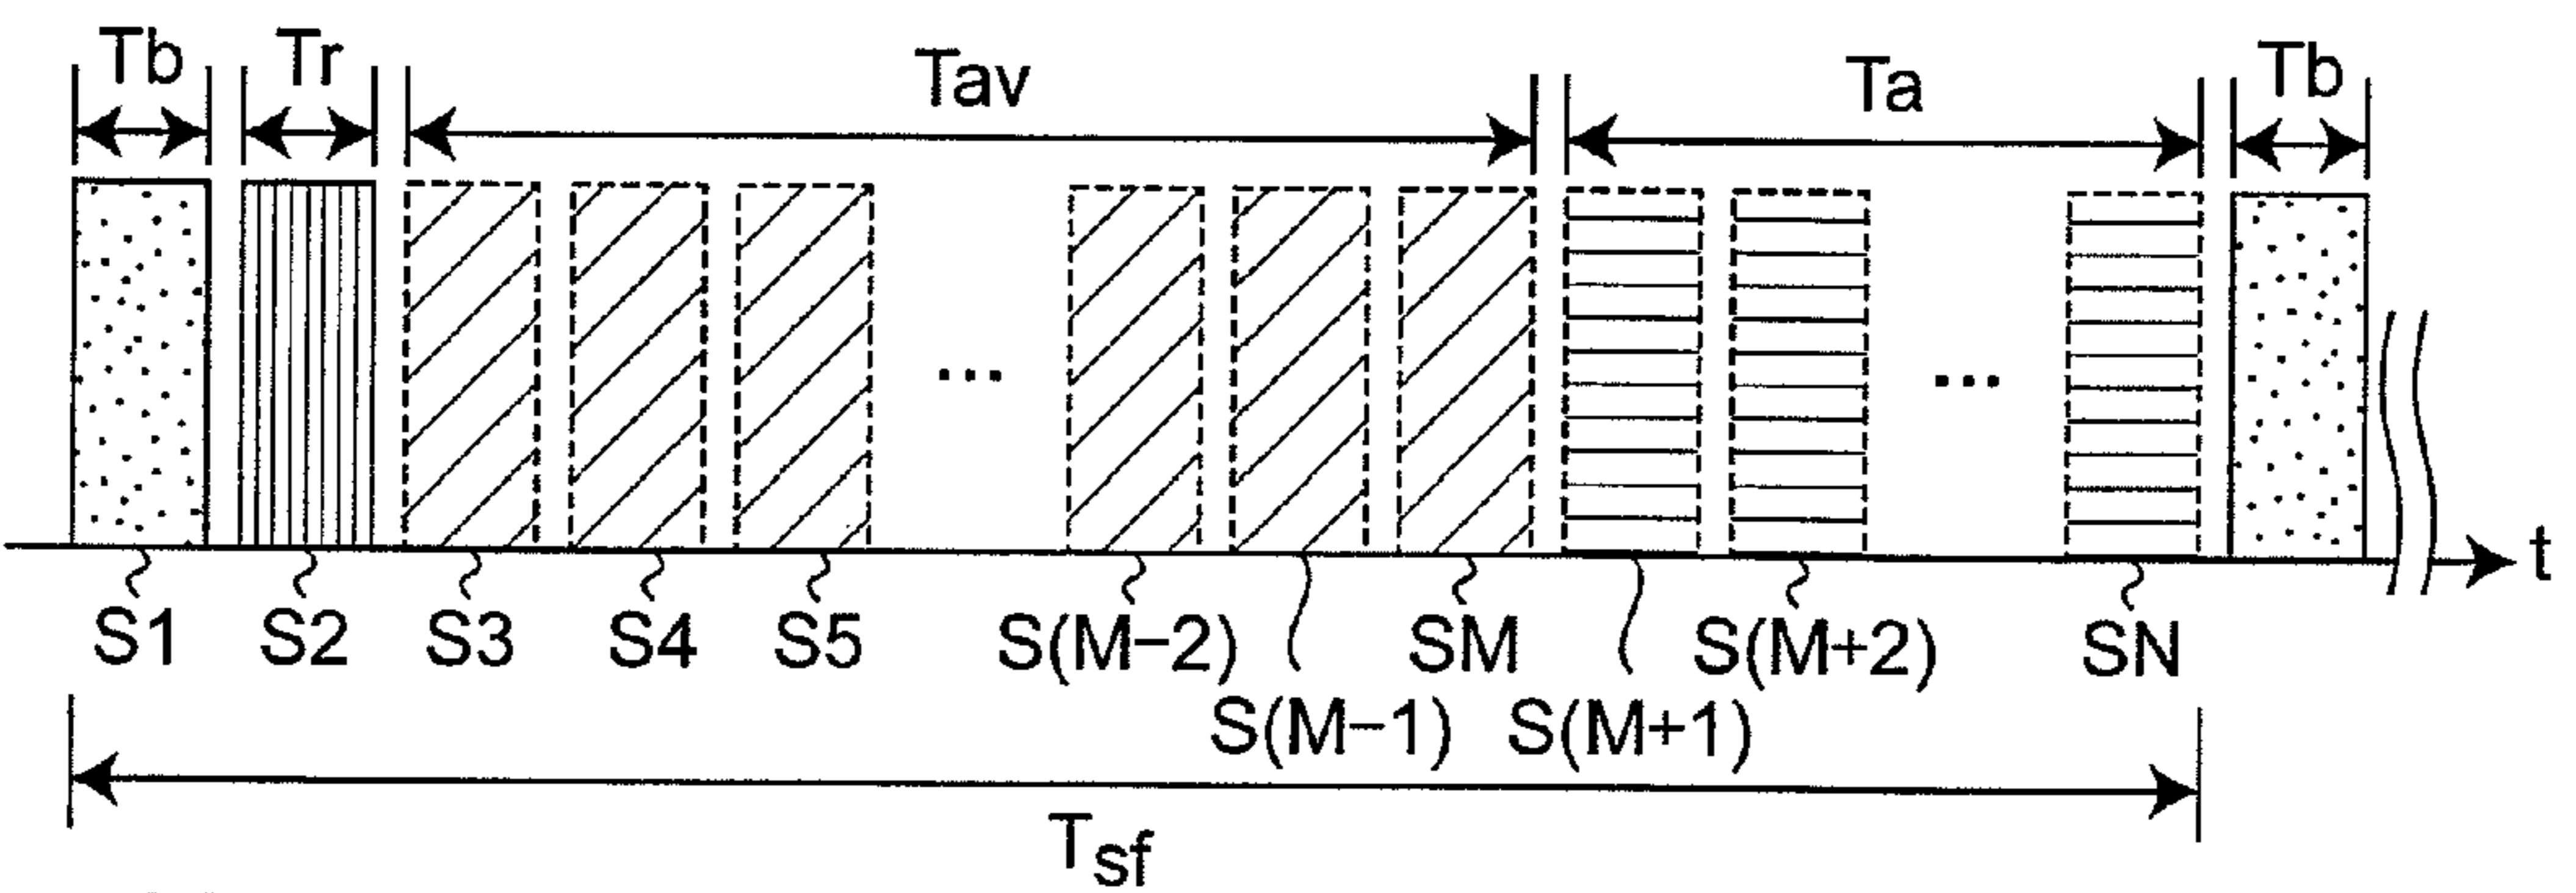 Tb Tr Tav Ta Tb
... ...
t
S1 S2 S3 S4 S5 S(M−2) SM S(M+2) SN
S(M−1) S(M+1)
Tsf